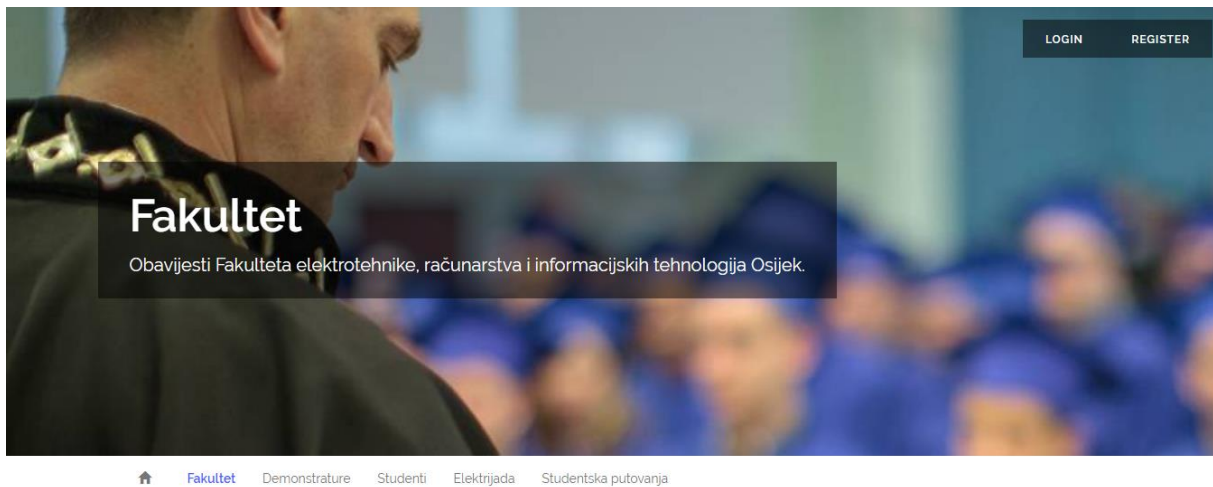 LOGIN REGISTER
Fakultet
Obavijesti Fakulteta elektrotehnike, računarstva i informacijskih tehnologija Osijek.
Fakultet Demonstrature Studenti Elektrijada Studentska putovanja